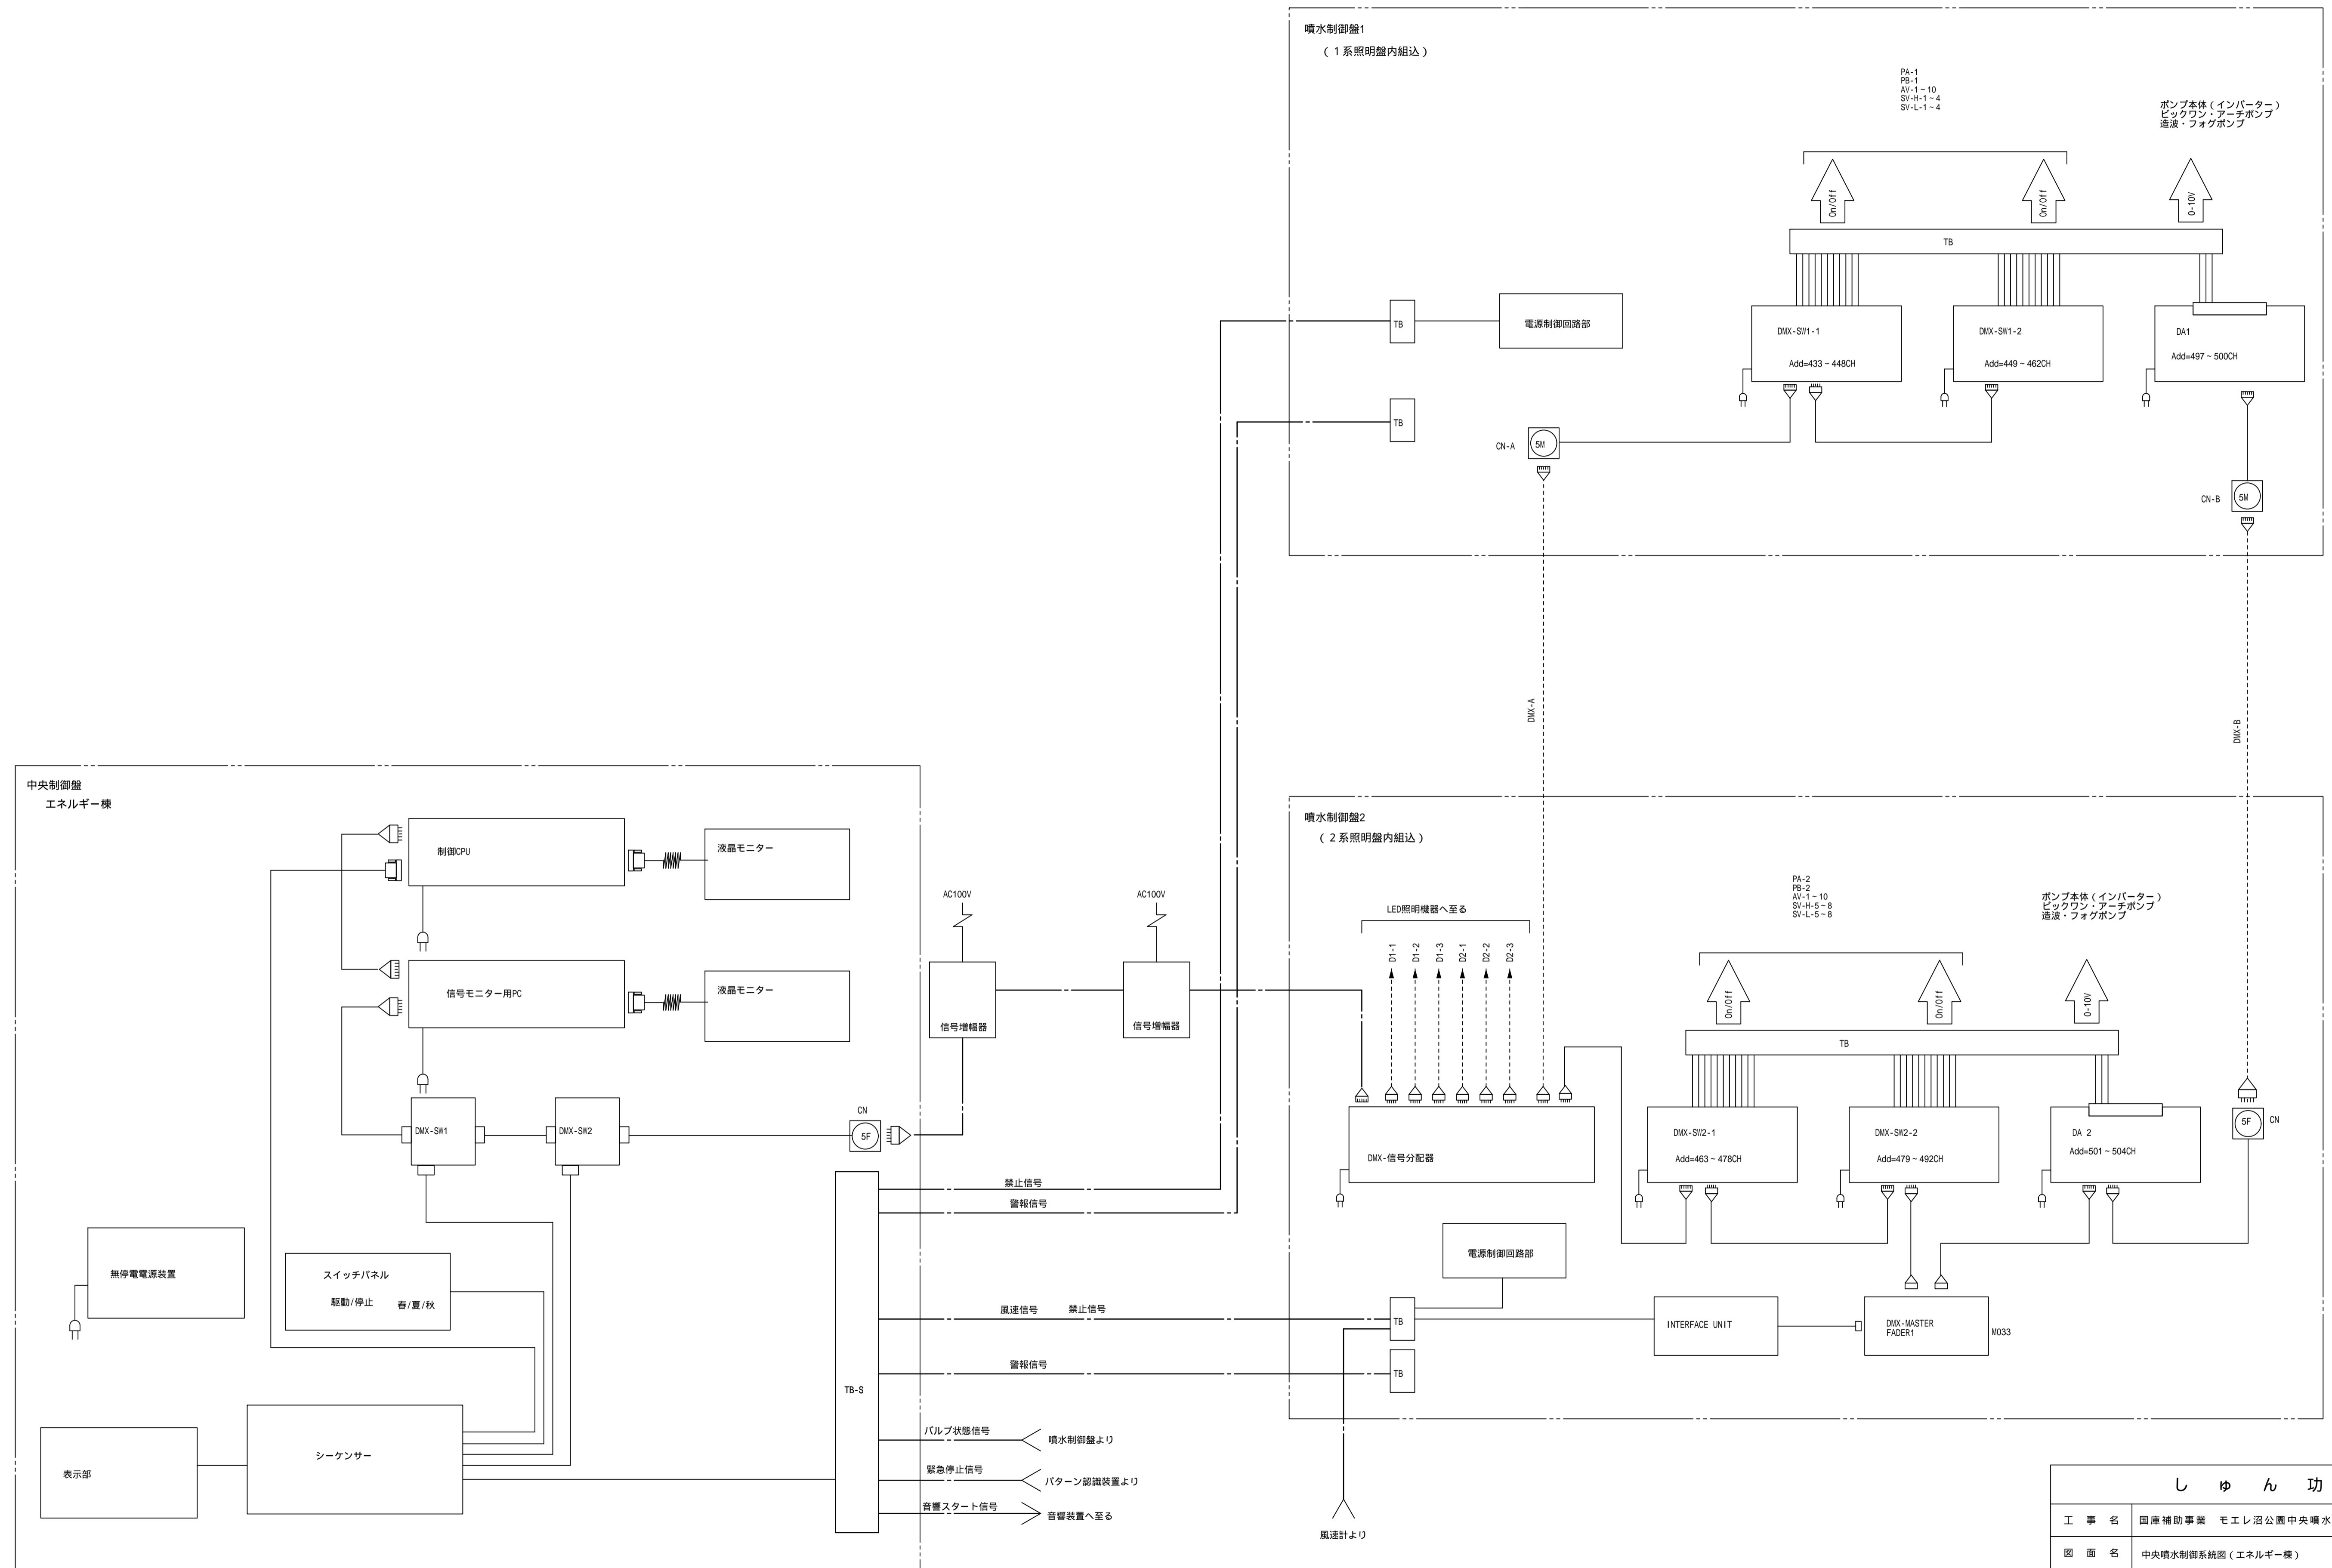 噴水制御盤1
( 1系照明盤内組込 )
PA-1
PB-1
AV-1~10
SV-H-1~4
SV-L-1~4
ポンプ本体(インバーター)
ビックワン・アーチポンプ
造波・フォグポンプ
On/Off
On/Off
0-10V
TB
TB
電源制御回路部
DMX-SW1-1
Add=433~448CH
DMX-SW1-2
Add=449~462CH
DA1
Add=497~500CH
TB
CN-A
5M
CN-B
5M
DMX-A
DMX-B
中央制御盤
エネルギー棟
制御CPU
液晶モニター
信号モニター用PC
液晶モニター
DMX-SW1
DMX-SW2
CN
5F
AC100V
AC100V
信号増幅器
信号増幅器
無停電電源装置
スイッチパネル
駆動/停止
春/夏/秋
表示部
シーケンサー
TB-S
禁止信号
警報信号
風速信号
禁止信号
警報信号
バルブ状態信号
噴水制御盤より
緊急停止信号
パターン認識装置より
音響スタート信号
音響装置へ至る
風速計より
噴水制御盤2
( 2系照明盤内組込 )
LED照明機器へ至る
D1-1
D1-2
D1-3
D2-1
D2-2
D2-3
PA-2
PB-2
AV-1~10
SV-H-5~8
SV-L-5~8
ポンプ本体(インバーター)
ビックワン・アーチポンプ
造波・フォグポンプ
On/Off
On/Off
0-10V
TB
DMX-信号分配器
DMX-SW2-1
Add=463~478CH
DMX-SW2-2
Add=479~492CH
DA 2
Add=501~504CH
5F
CN
電源制御回路部
TB
INTERFACE UNIT
DMX-MASTER
FADER1
M033
TB
しゅん功
工事名
国庫補助事業 モエレ沼公園中央噴水
図面名
中央噴水制御系統図(エネルギー棟)